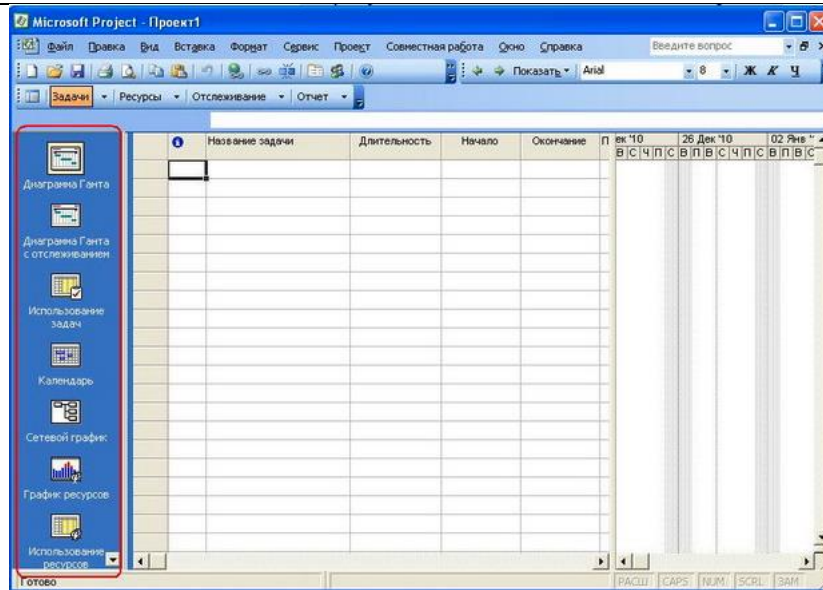 Microsoft Project - Проект1
Файл Правка Вид Вставка Формат Сервис Проект Совместная работа Окно Справка Введите вопрос
Показать Arial 8 Ж К Ч
Задачи Ресурсы Отслеживание Отчет
Название задачи Длительность Начало Окончание П ек '10 26 Дек '10 02 Янв '
В С Ч П С В П В С Ч П С В П В С
Диаграмма Ганта
Диаграмма Ганта
с отслеживанием
Использование
задач
Календарь
Сетевой график
График ресурсов
Использование
ресурсов
Готово РАСШ CAPS NUM SCRL ЗАМ